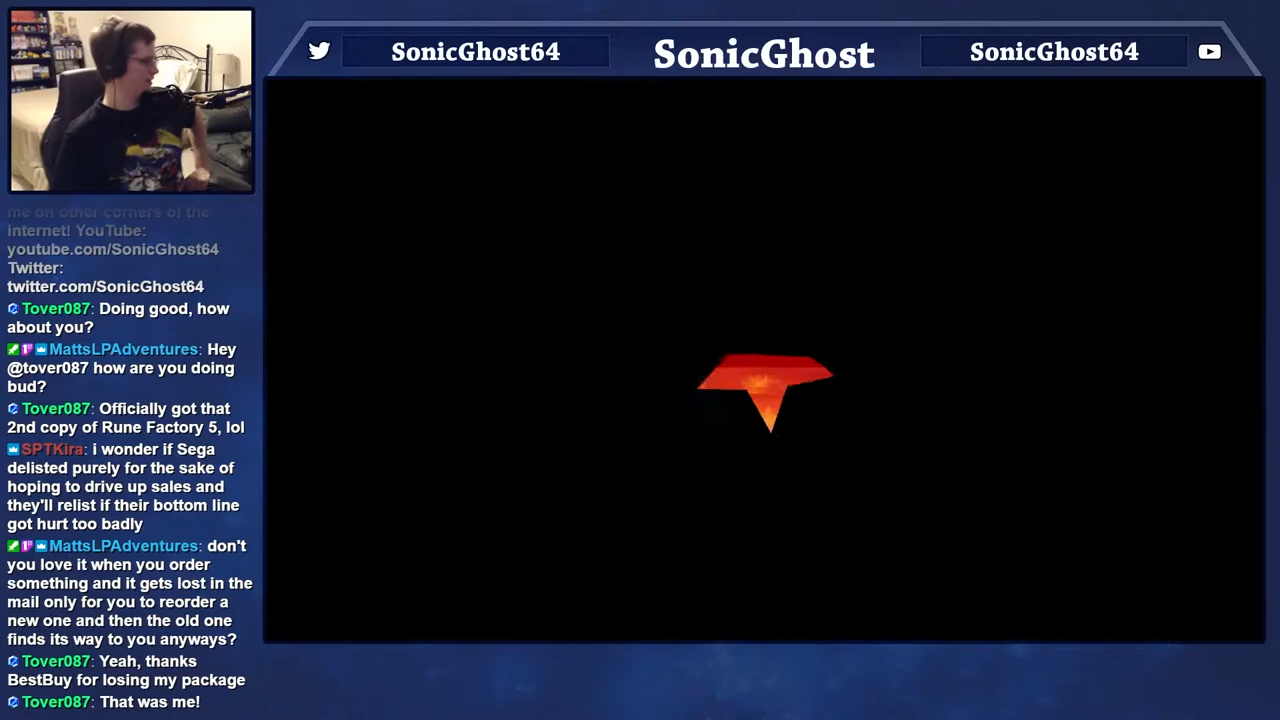 SonicGhost64
SonicGhost
SonicGhost64
me on other corners of the
internet! YouTube:
youtube.com/SonicGhost64
Twitter:
twitter.com/SonicGhost64
Tover087: Doing good, how
about you?
MattsLPAdventures: Hey
@tover087 how are you doing
bud?
Tover087: Officially got that
2nd copy of Rune Factory 5, lol
SPTKira: i wonder if Sega
delisted purely for the sake of
hoping to drive up sales and
they'll relist if their bottom line
got hurt too badly
MattsLPAdventures: don't
you love it when you order
something and it gets lost in the
mail only for you to reorder a
new one and then the old one
finds its way to you anyways?
Tover087: Yeah, thanks
BestBuy for losing my package
Tover087: That was me!